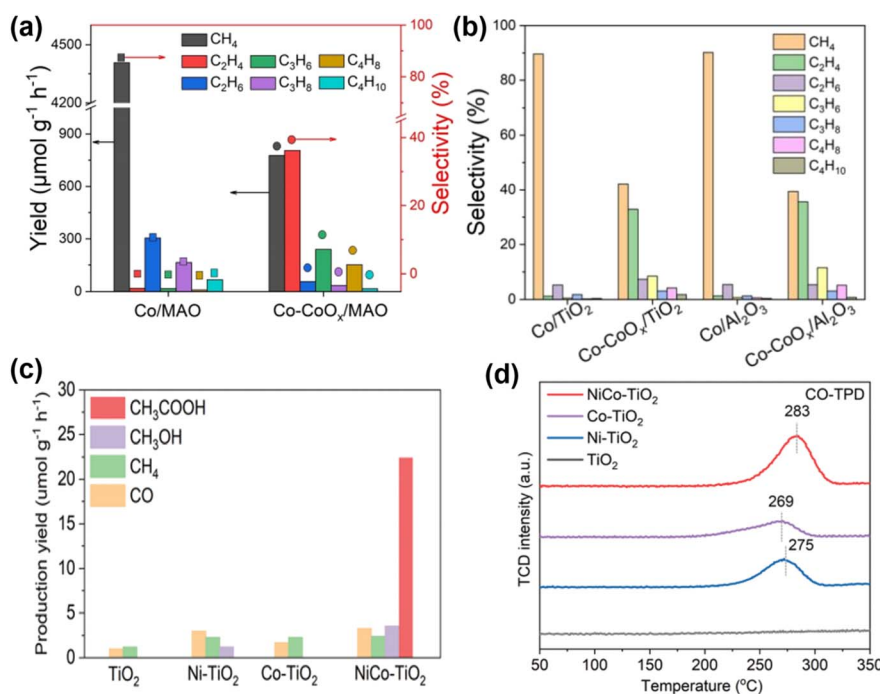 (a)
4500
4200
900
600
300
0
Yield (μmol g⁻¹ h⁻¹)
CH₄
C₂H₄ C₃H₆ C₄H₈
C₂H₆ C₃H₈ C₄H₁₀
100
80
40
20
0
Selectivity (%)
Co/MAO Co-CoOₓ/MAO
(b)
100
80
60
40
20
0
Selectivity (%)
CH₄
C₂H₄
C₂H₆
C₃H₆
C₃H₈
C₄H₈
C₄H₁₀
Co/TiO₂ Co-CoOₓ/TiO₂ Co/Al₂O₃ Co-CoOₓ/Al₂O₃
(c)
30
25
20
15
10
5
0
Production yield (umol g⁻¹ h⁻¹)
CH₃COOH
CH₃OH
CH₄
CO
TiO₂ Ni-TiO₂ Co-TiO₂ NiCo-TiO₂
(d)
TCD intensity (a.u.)
NiCo-TiO₂
Co-TiO₂
Ni-TiO₂
TiO₂
CO-TPD
283
269
275
50 100 150 200 250 300 350
Temperature (°C)